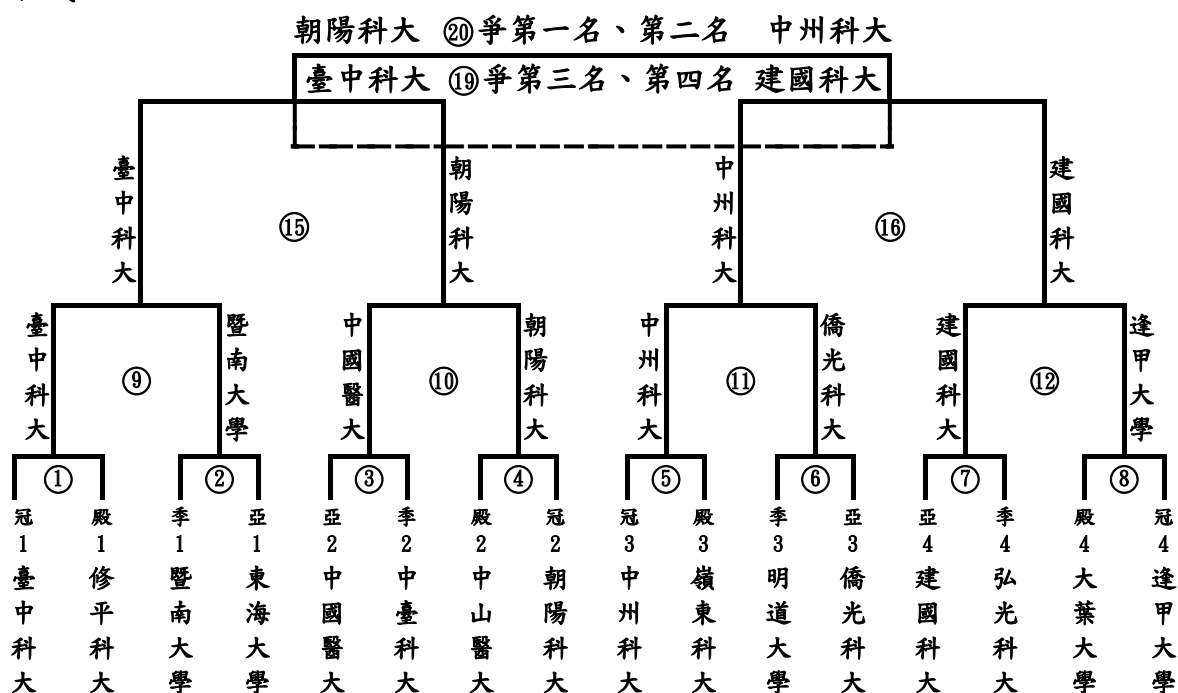 朝陽科大 ⑳爭第一名、第二名 中州科大
臺中科大 ⑲爭第三名、第四名 建國科大
臺中科大
朝陽科大
中州科大
建國科大
⑮
⑯
臺中科大
暨南大學
中國醫大
朝陽科大
中州科大
僑光科大
建國科大
逢甲大學
⑨
⑩
⑪
⑫
①
②
③
④
⑤
⑥
⑦
⑧
冠1臺中科大
殿1修平科大
季1暨南大學
亞1東海大學
亞2中國醫大
季2中臺科大
殿2中山醫大
冠2朝陽科大
冠3中州科大
殿3嶺東科大
季3明道大學
亞3僑光科大
亞4建國科大
季4弘光科大
殿4大葉大學
冠4逢甲大學